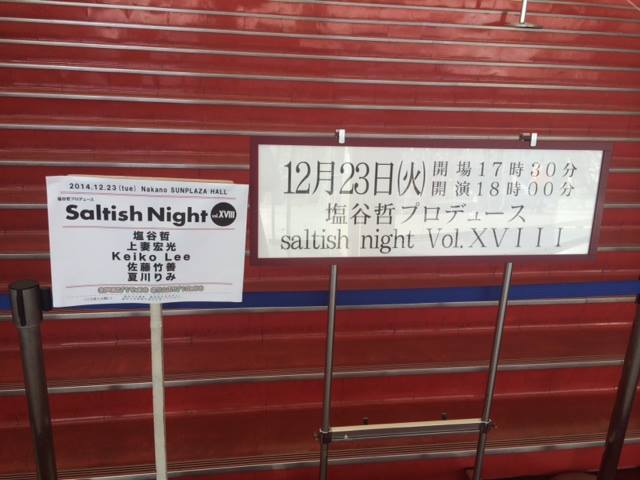 2014.12.23(tue) Nakano SUNPLAZA HALL
塩谷哲プロデュース
Saltish Night vol.XVIII
塩谷哲
上妻宏光
Keiko Lee
佐藤竹善
夏川りみ
12月23日(火) 開場17時30分
開演18時00分
塩谷哲プロデュース
saltish night Vol.XVIII